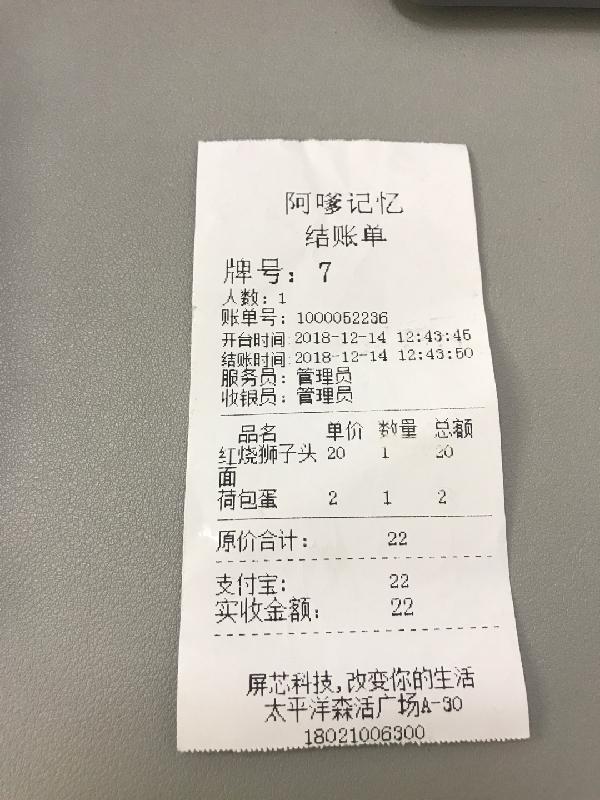 阿嗲记忆
结账单
牌号：7
人数：1
账单号：1000052236
开台时间:2018-12-14 12:43:45
结账时间:2018-12-14 12:43:50
服务员：管理员
收银员：管理员
品名 单价 数量 总额
红烧狮子头 20 1 20
面
荷包蛋 2 1 2
原价合计： 22
支付宝： 22
实收金额： 22
屏芯科技,改变你的生活
太平洋森活广场A-30
18021006300